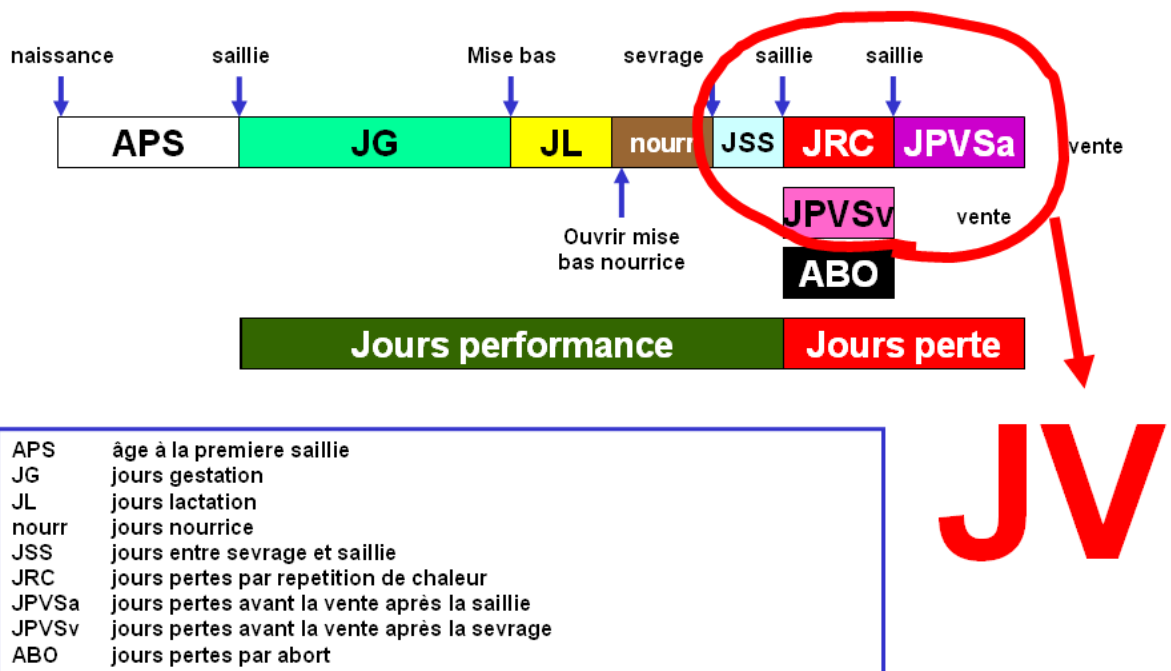 naissance saillie Mise bas sevrage saillie saillie
APS JG JL nourr JSS JRC JPVSa vente
JPVSv vente
Ouvrir mise
bas nourrice
ABO
Jours performance Jours perte
JV
APS âge à la premiere saillie
JG jours gestation
JL jours lactation
nourr jours nourrice
JSS jours entre sevrage et saillie
JRC jours pertes par repetition de chaleur
JPVSa jours pertes avant la vente après la saillie
JPVSv jours pertes avant la vente après la sevrage
ABO jours pertes par abort